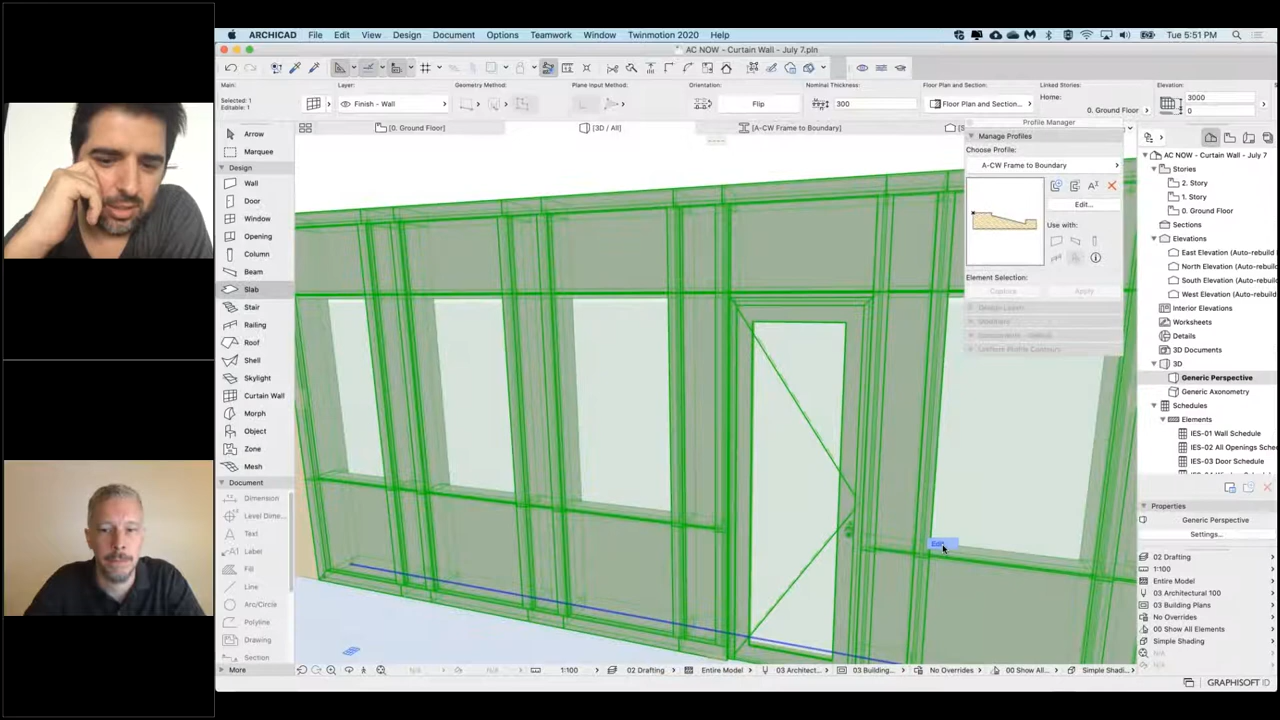 ARCHICAD File Edit View Design Document Options Teamwork Window Twinmotion 2020 Help
Tue 5:51 PM
AC NOW - Curtain Wall - July 7.pln
Main:
Layer:
Geometry Method:
Plane Input Method:
Orientation:
Nominal Thickness:
Floor Plan and Section:
Linked Stories:
Elevation:
Selected: 1
Editable: 1
Finish - Wall
Flip
300
Floor Plan and Section...
Home:
0. Ground Floor
3000
0
[0. Ground Floor]
[3D / All]
[A-CW Frame to Boundary]
Arrow
Marquee
Design
Wall
Door
Window
Opening
Column
Beam
Slab
Stair
Railing
Roof
Shell
Skylight
Curtain Wall
Morph
Object
Zone
Mesh
Document
Dimension
Level Dime...
Text
Label
Fill
Line
Arc/Circle
Polyline
Drawing
Section
More
Profile Manager
Manage Profiles
Choose Profile:
A-CW Frame to Boundary
Edit...
Use with:
Element Selection:
Capture
Apply
Uniform Profile Contours
Edit
AC NOW - Curtain Wall - July 7
Stories
2. Story
1. Story
0. Ground Floor
Sections
Elevations
East Elevation (Auto-rebuild
North Elevation (Auto-rebuild
South Elevation (Auto-rebuild
West Elevation (Auto-rebuild
Interior Elevations
Worksheets
Details
3D Documents
3D
Generic Perspective
Generic Axonometry
Schedules
Elements
IES-01 Wall Schedule
IES-02 All Openings Sche
IES-03 Door Schedule
Properties
Generic Perspective
Settings...
02 Drafting
1:100
Entire Model
03 Architectural 100
03 Building Plans
No Overrides
00 Show All Elements
Simple Shading
N/A
N/A
N/A
1:100
02 Drafting
Entire Model
03 Architect...
03 Building...
No Overrides
00 Show All...
Simple Shadi...
GRAPHISOFT ID